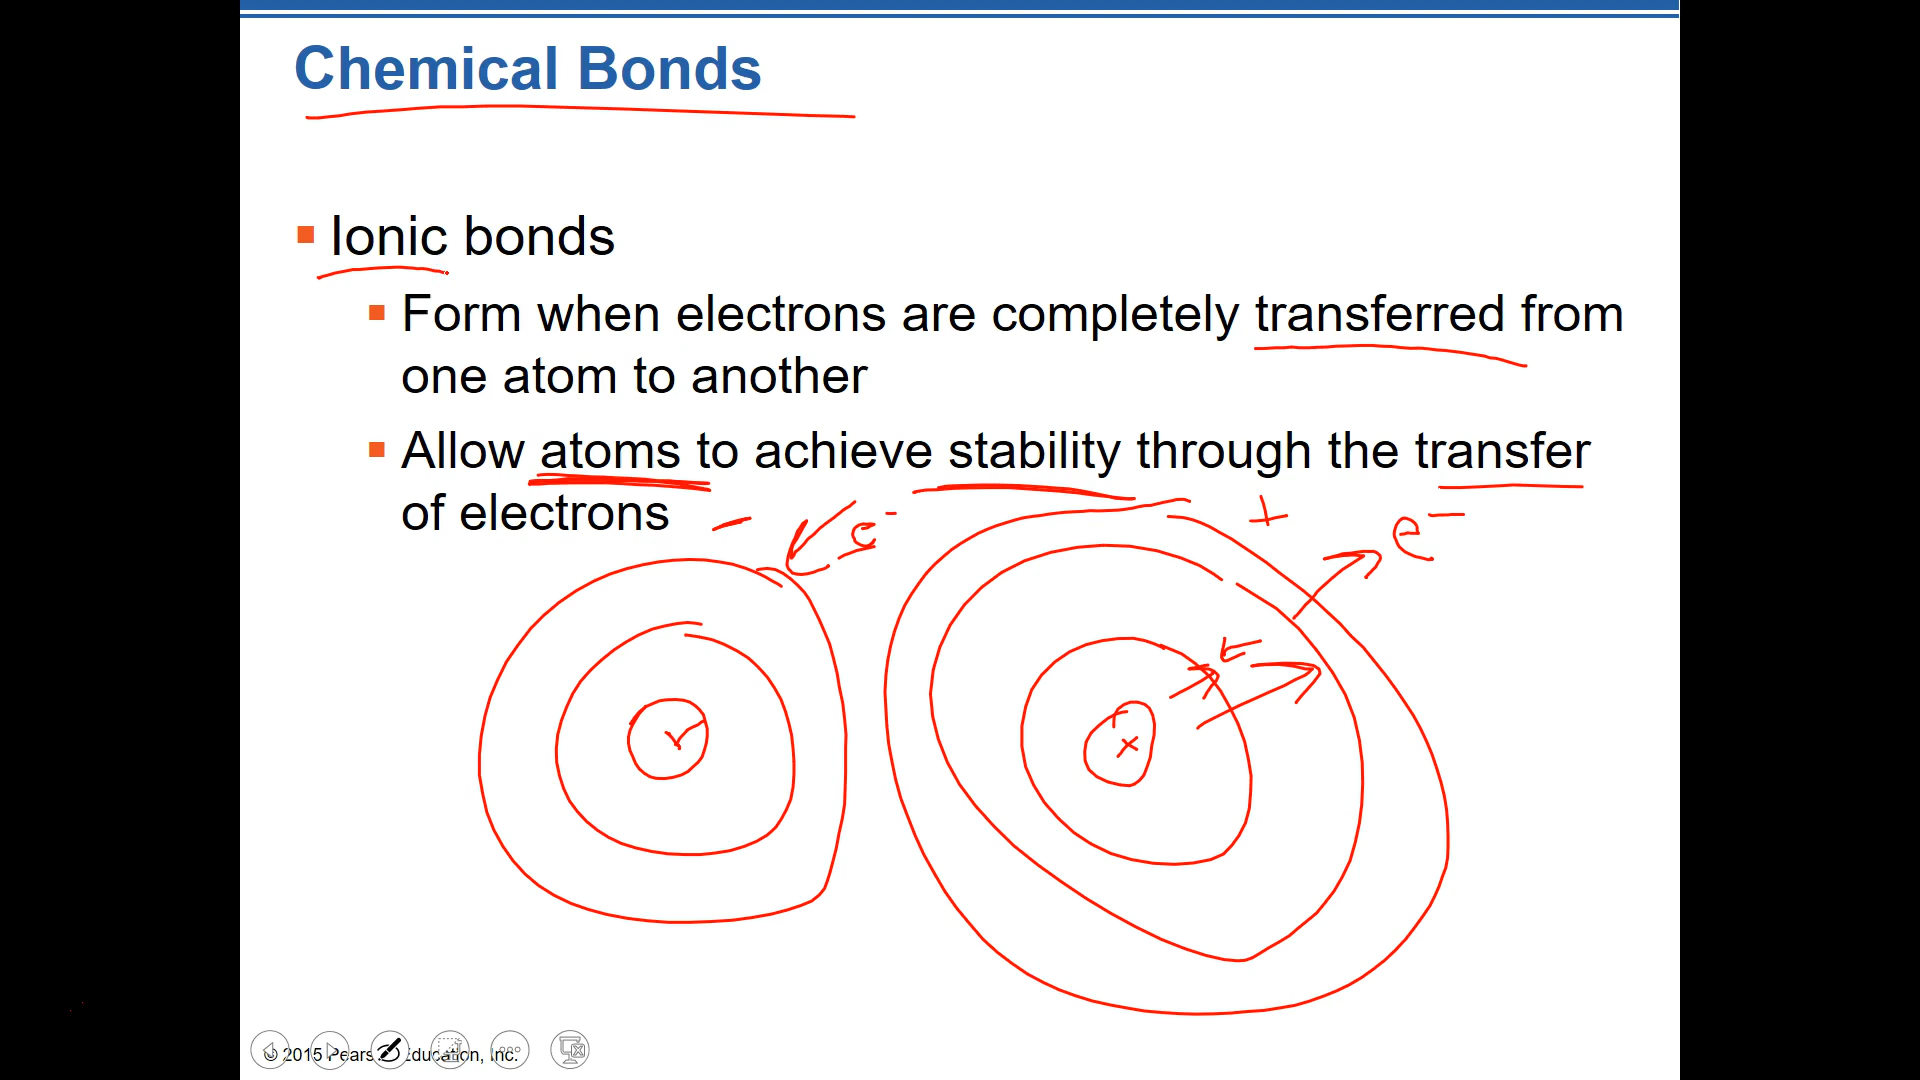 Chemical Bonds
Ionic bonds
Form when electrons are completely transferred from
one atom to another
Allow atoms to achieve stability through the transfer
of electrons
- e- + e-
x
© 2015 Pearson Education, Inc.